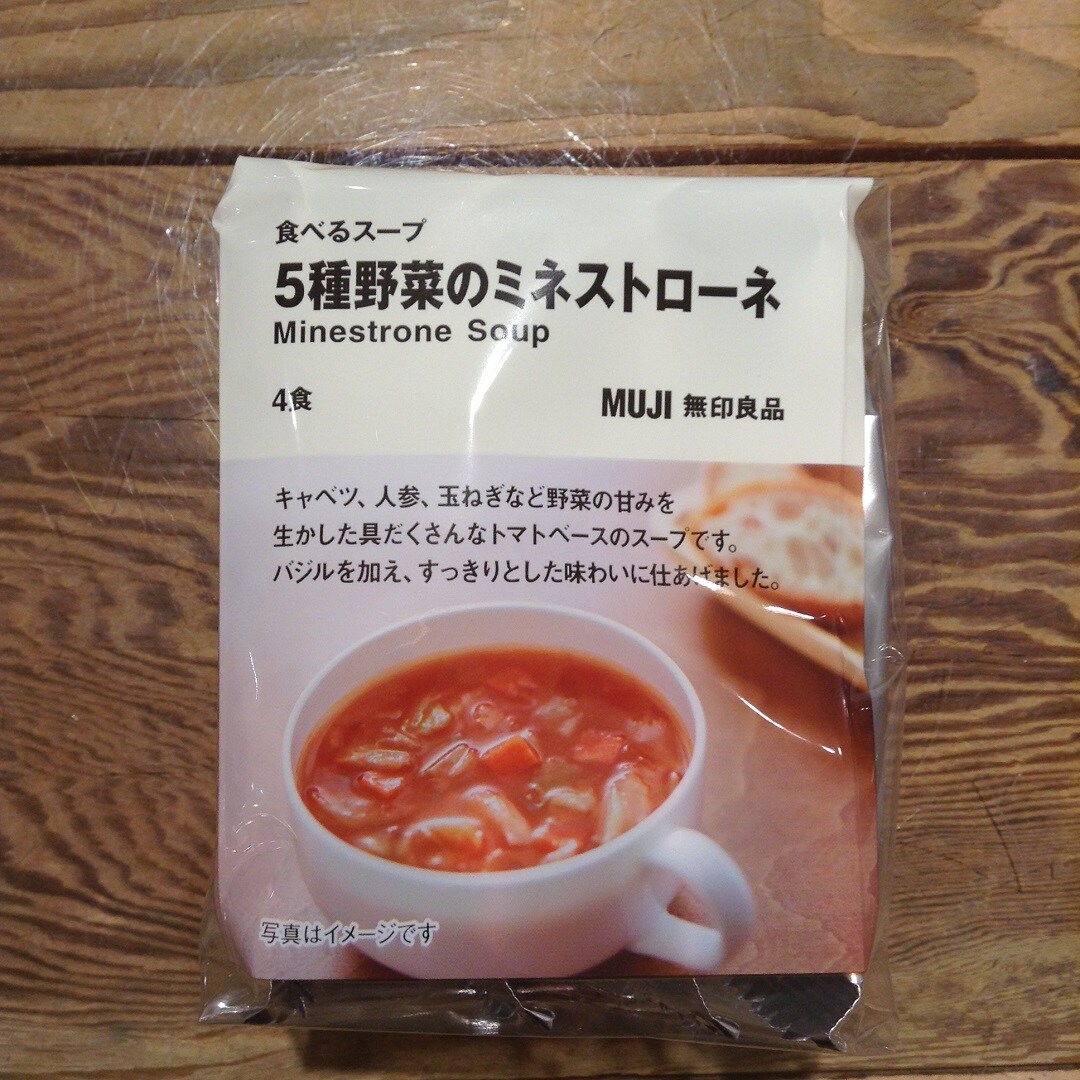 食べるスープ
5種野菜のミネストローネ
Minestrone Soup
4食
MUJI 無印良品
キャベツ、人参、玉ねぎなど野菜の甘みを
生かした具だくさんなトマトベースのスープです。
バジルを加え、すっきりとした味わいに仕あげました。
写真はイメージです